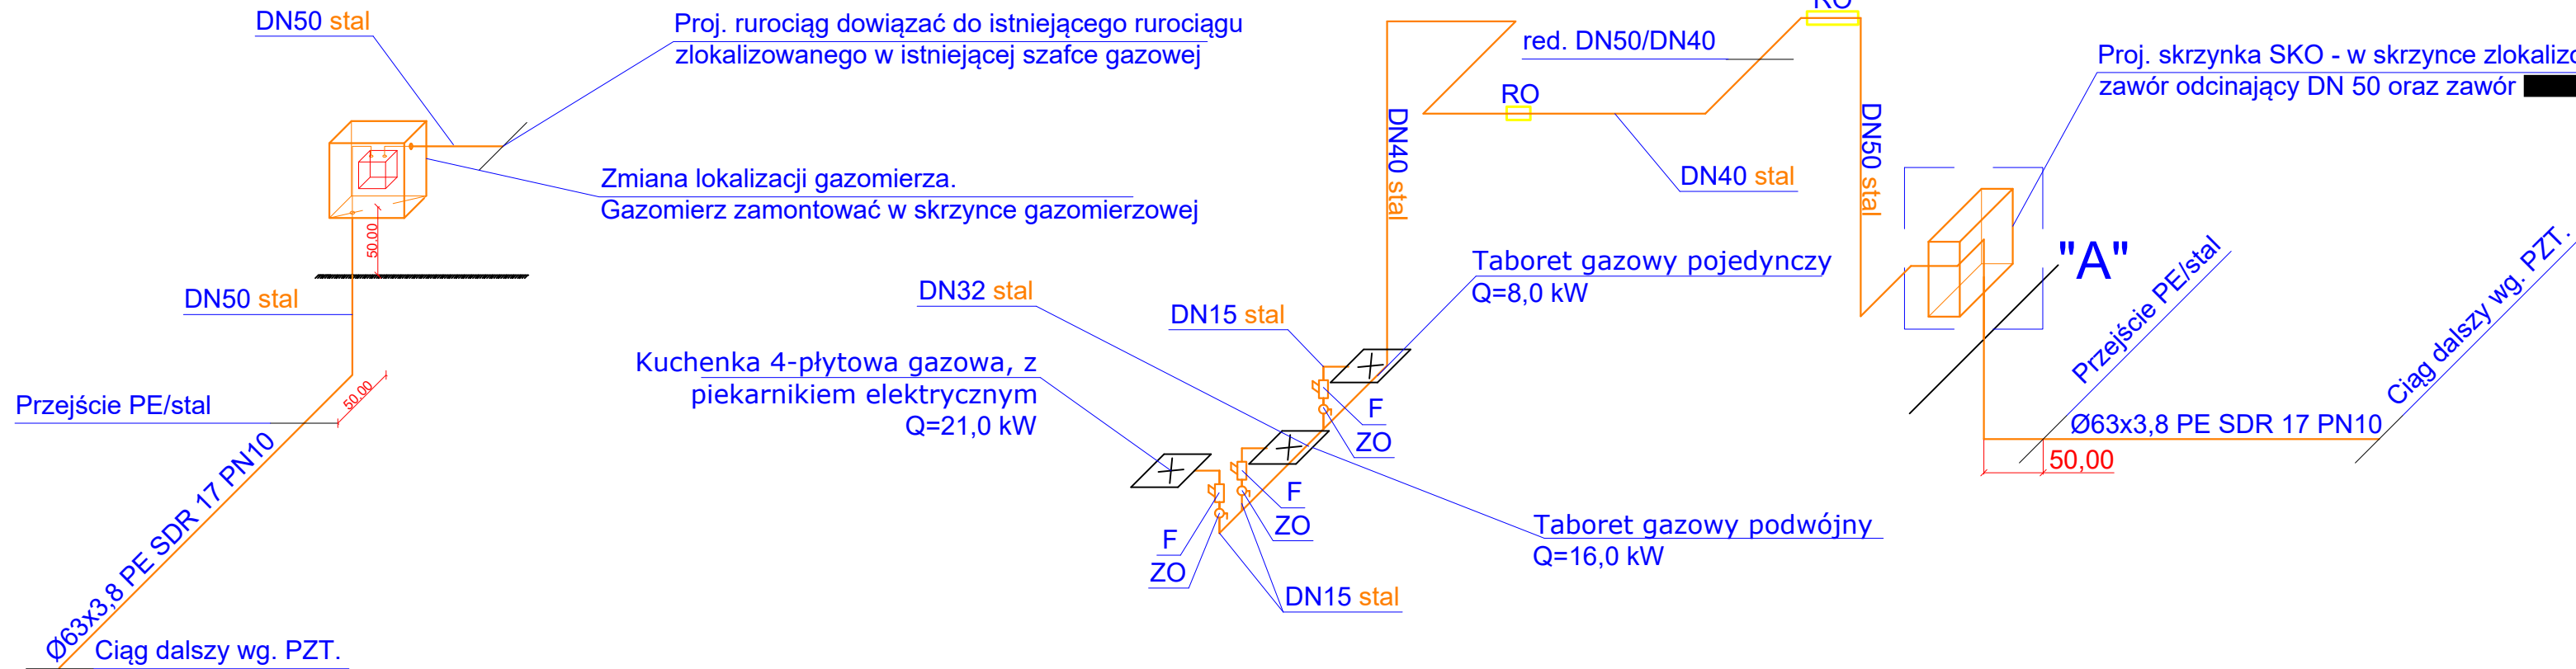 DN50 stal
Proj. rurociąg dowiązać do istniejącego rurociągu
zlokalizowanego w istniejącej szafce gazowej
Zmiana lokalizacji gazomierza.
Gazomierz zamontować w skrzynce gazomierzowej
50.00
DN50 stal
50,00
Przejście PE/stal
Ø63x3,8 PE SDR 17 PN10
Ciąg dalszy wg. PZT.
RO
red. DN50/DN40
RO
DN40 stal
DN40 stal
DN50 stal
Proj. skrzynka SKO - w skrzynce
zawór odcinający DN 50 oraz zawór
"A"
Przejście PE/stal
Ciąg dalszy wg. PZT.
Ø63x3,8 PE SDR 17 PN10
50,00
Taboret gazowy pojedynczy
Q=8,0 kW
DN32 stal
DN15 stal
Kuchenka 4-płytowa gazowa, z
piekarnikiem elektrycznym
Q=21,0 kW
F
ZO
F
ZO
F
ZO
Taboret gazowy podwójny
Q=16,0 kW
DN15 stal